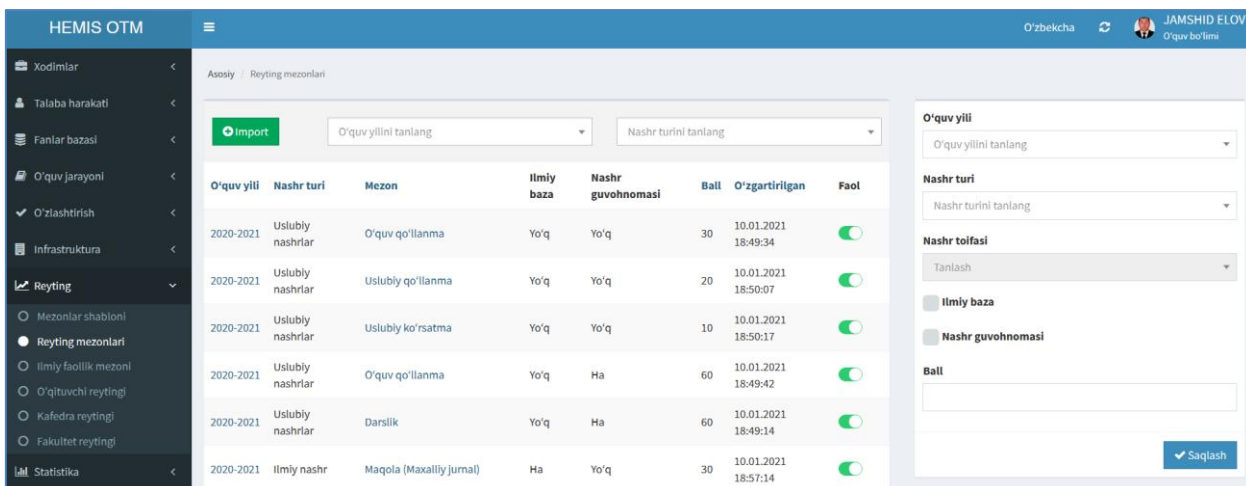 HEMIS OTM
O'zbekcha
JAMSHID ELOV
O'quv bo'limi
Xodimlar
Talaba harakati
Fanlar bazasi
O'quv jarayoni
O'zlashtirish
Infrastruktura
Reyting
Mezonlar shabloni
Reyting mezonlari
Ilmiy faollik mezoni
O'qituvchi reytingi
Kafedra reytingi
Fakultet reytingi
Statistika
Asosiy / Reyting mezonlari
Import
O'quv yilini tanlang
Nashr turini tanlang
O'quv yili Nashr turi Mezon Ilmiy baza Nashr guvohnomasi Ball O'zgartirilgan Faol
2020-2021 Uslubiy nashrlar O'quv qo'llanma Yo'q Yo'q 30 10.01.2021 18:49:34
2020-2021 Uslubiy nashrlar Uslubiy qo'llanma Yo'q Yo'q 20 10.01.2021 18:50:07
2020-2021 Uslubiy nashrlar Uslubiy ko'rsatma Yo'q Yo'q 10 10.01.2021 18:50:17
2020-2021 Uslubiy nashrlar O'quv qo'llanma Yo'q Ha 60 10.01.2021 18:49:42
2020-2021 Uslubiy nashrlar Darslik Yo'q Ha 60 10.01.2021 18:49:14
2020-2021 Ilmiy nashr Maqola (Maxalliy jurnal) Ha Yo'q 30 10.01.2021 18:57:14
O'quv yili
O'quv yilini tanlang
Nashr turi
Nashr turini tanlang
Nashr toifasi
Tanlash
Ilmiy baza
Nashr guvohnomasi
Ball
Saqlash